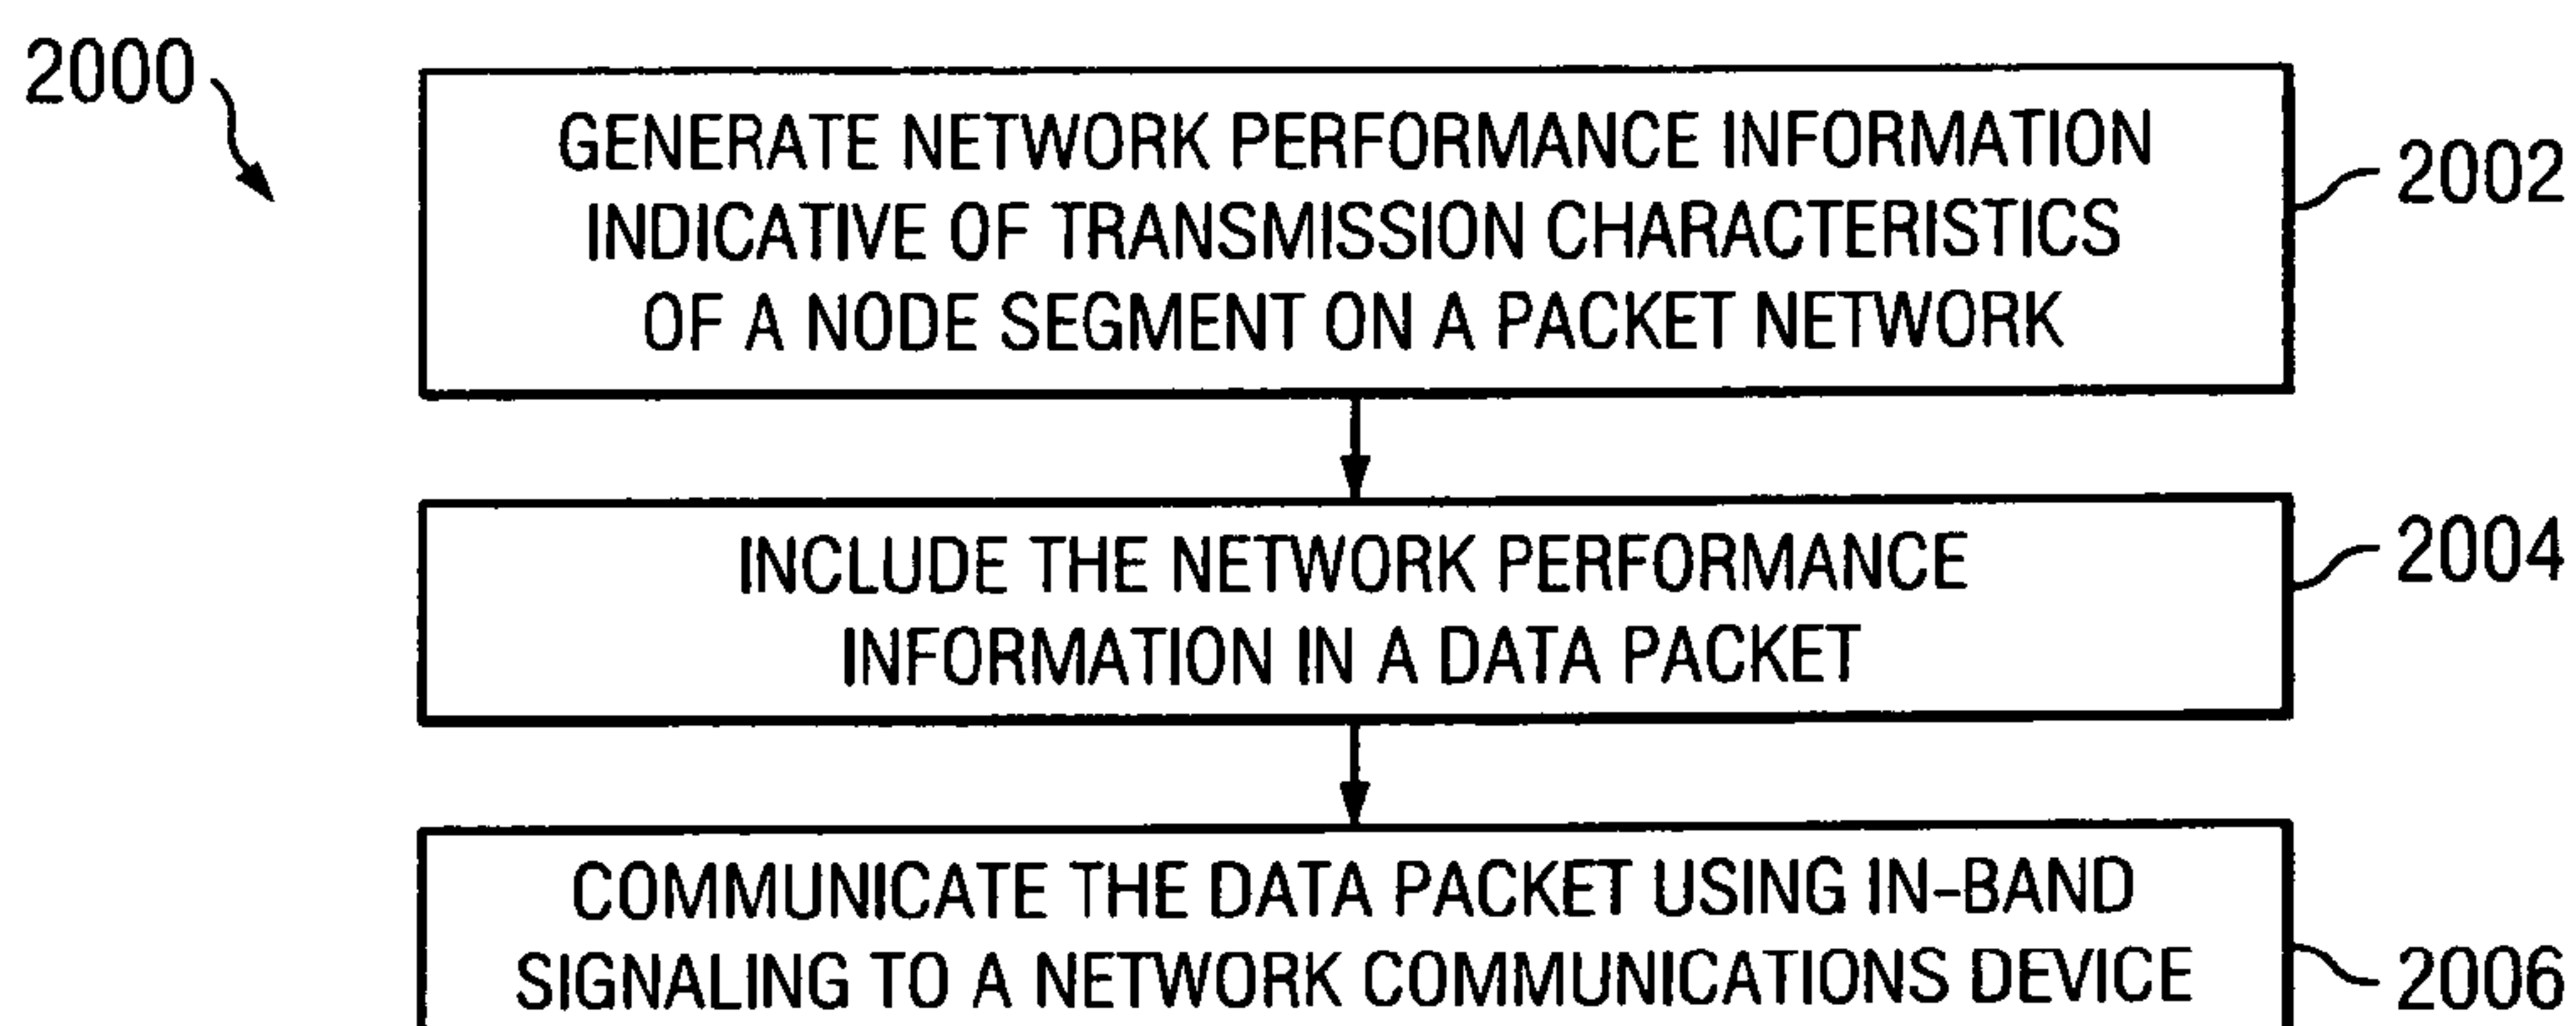 2000
GENERATE NETWORK PERFORMANCE INFORMATION
INDICATIVE OF TRANSMISSION CHARACTERISTICS
OF A NODE SEGMENT ON A PACKET NETWORK
2002
INCLUDE THE NETWORK PERFORMANCE
INFORMATION IN A DATA PACKET
2004
COMMUNICATE THE DATA PACKET USING IN-BAND
SIGNALING TO A NETWORK COMMUNICATIONS DEVICE
2006